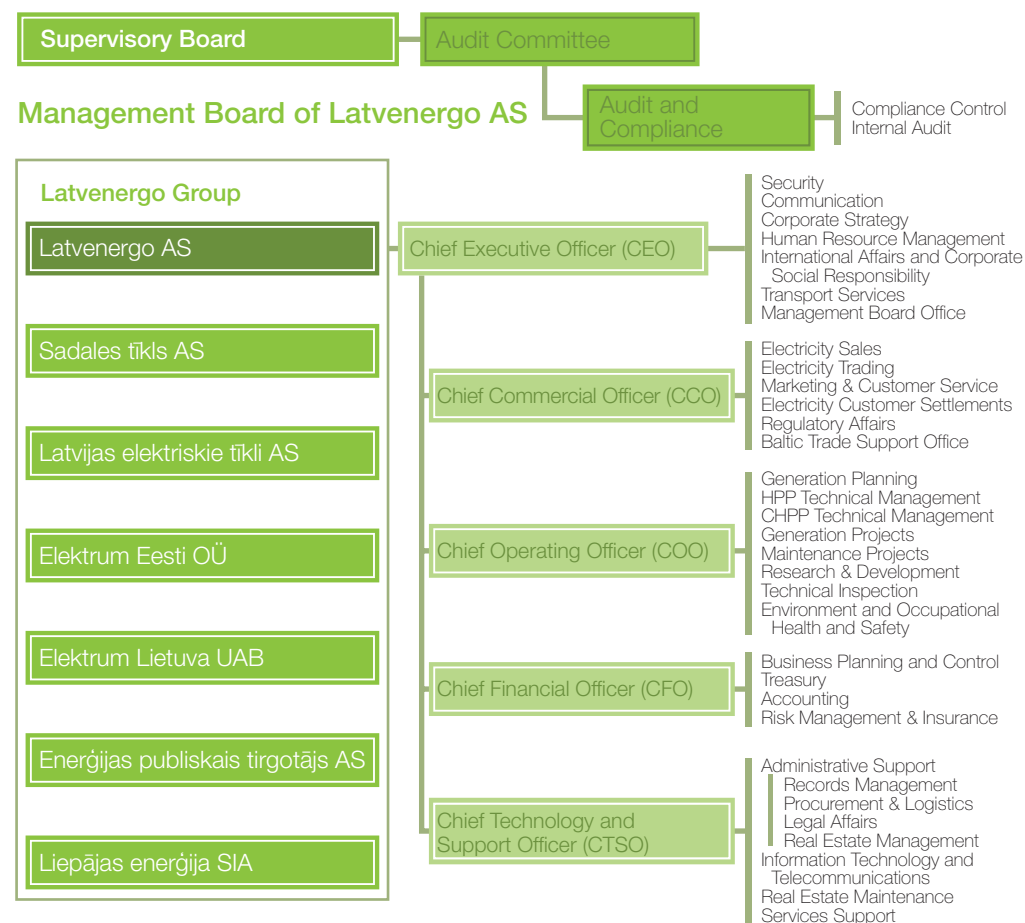 Supervisory Board
Audit Committee
Management Board of Latvenergo AS
Audit and
Compliance
Compliance Control
Internal Audit
Latvenergo Group
Latvenergo AS
Sadales tīkls AS
Latvijas elektriskie tīkli AS
Elektrum Eesti OÜ
Elektrum Lietuva UAB
Enerģijas publiskais tirgotājs AS
Liepājas enerģija SIA
Chief Executive Officer (CEO)
Security
Communication
Corporate Strategy
Human Resource Management
International Affairs and Corporate
Social Responsibility
Transport Services
Management Board Office
Chief Commercial Officer (CCO)
Electricity Sales
Electricity Trading
Marketing & Customer Service
Electricity Customer Settlements
Regulatory Affairs
Baltic Trade Support Office
Chief Operating Officer (COO)
Generation Planning
HPP Technical Management
CHPP Technical Management
Generation Projects
Maintenance Projects
Research & Development
Technical Inspection
Environment and Occupational
Health and Safety
Chief Financial Officer (CFO)
Business Planning and Control
Treasury
Accounting
Risk Management & Insurance
Chief Technology and
Support Officer (CTSO)
Administrative Support
Records Management
Procurement & Logistics
Legal Affairs
Real Estate Management
Information Technology and
Telecommunications
Real Estate Maintenance
Services Support